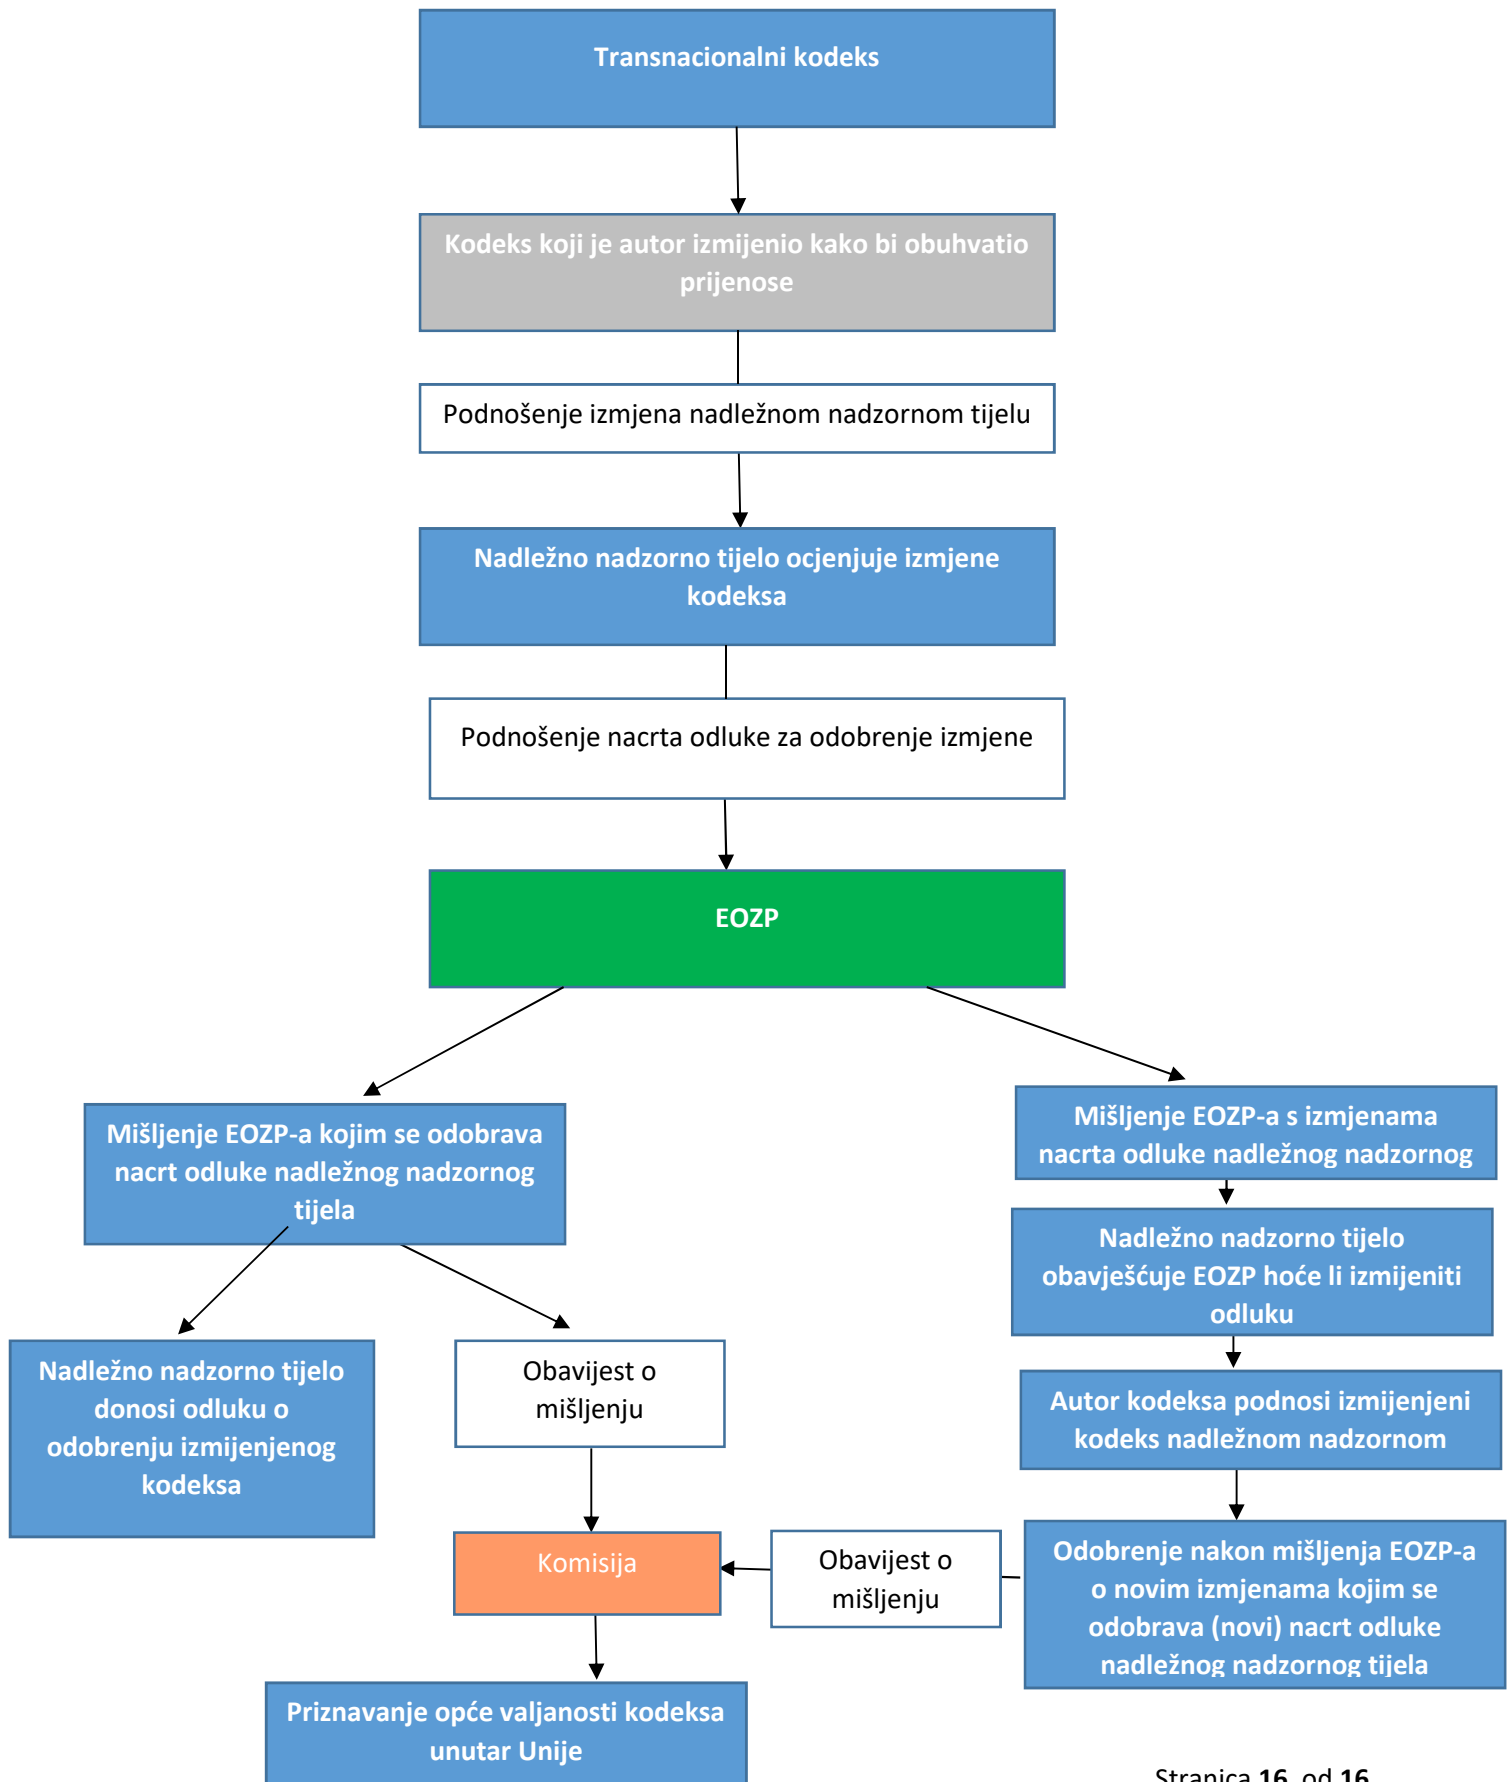 Transnacionalni kodeks
Kodeks koji je autor izmijenio kako bi obuhvatio
prijenose
Podnošenje izmjena nadležnom nadzornom tijelu
Nadležno nadzorno tijelo ocjenjuje izmjene
kodeksa
Podnošenje nacrta odluke za odobrenje izmjene
EOZP
Mišljenje EOZP-a kojim se odobrava
nacrt odluke nadležnog nadzornog
tijela
Nadležno nadzorno tijelo
donosi odluku o
odobrenju izmijenjenog
kodeksa
Obavijest o
mišljenju
Komisija
Priznavanje opće valjanosti kodeksa
unutar Unije
Mišljenje EOZP-a s izmjenama
nacrta odluke nadležnog nadzornog
Nadležno nadzorno tijelo
obavješćuje EOZP hoće li izmijeniti
odluku
Autor kodeksa podnosi izmijenjeni
kodeks nadležnom nadzornom
Odobrenje nakon mišljenja EOZP-a
o novim izmjenama kojim se
odobrava (novi) nacrt odluke
nadležnog nadzornog tijela
Obavijest o
mišljenju
Stranica 16 od 16